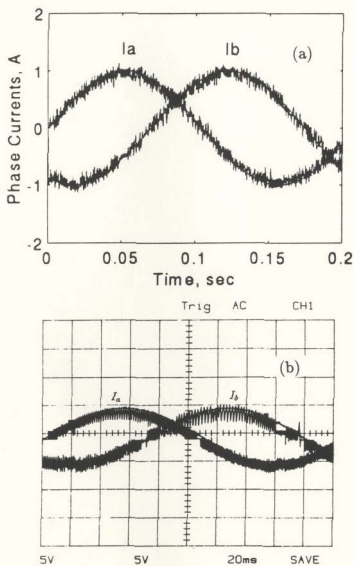 2
Ia Ib (a)
1
Phase Currents, A
0
-1
-2
0 0.05 0.1 0.15 0.2
Time, sec
Trig AC CH1
(b)
Ia Ib
5V 5V 20ms SAVE